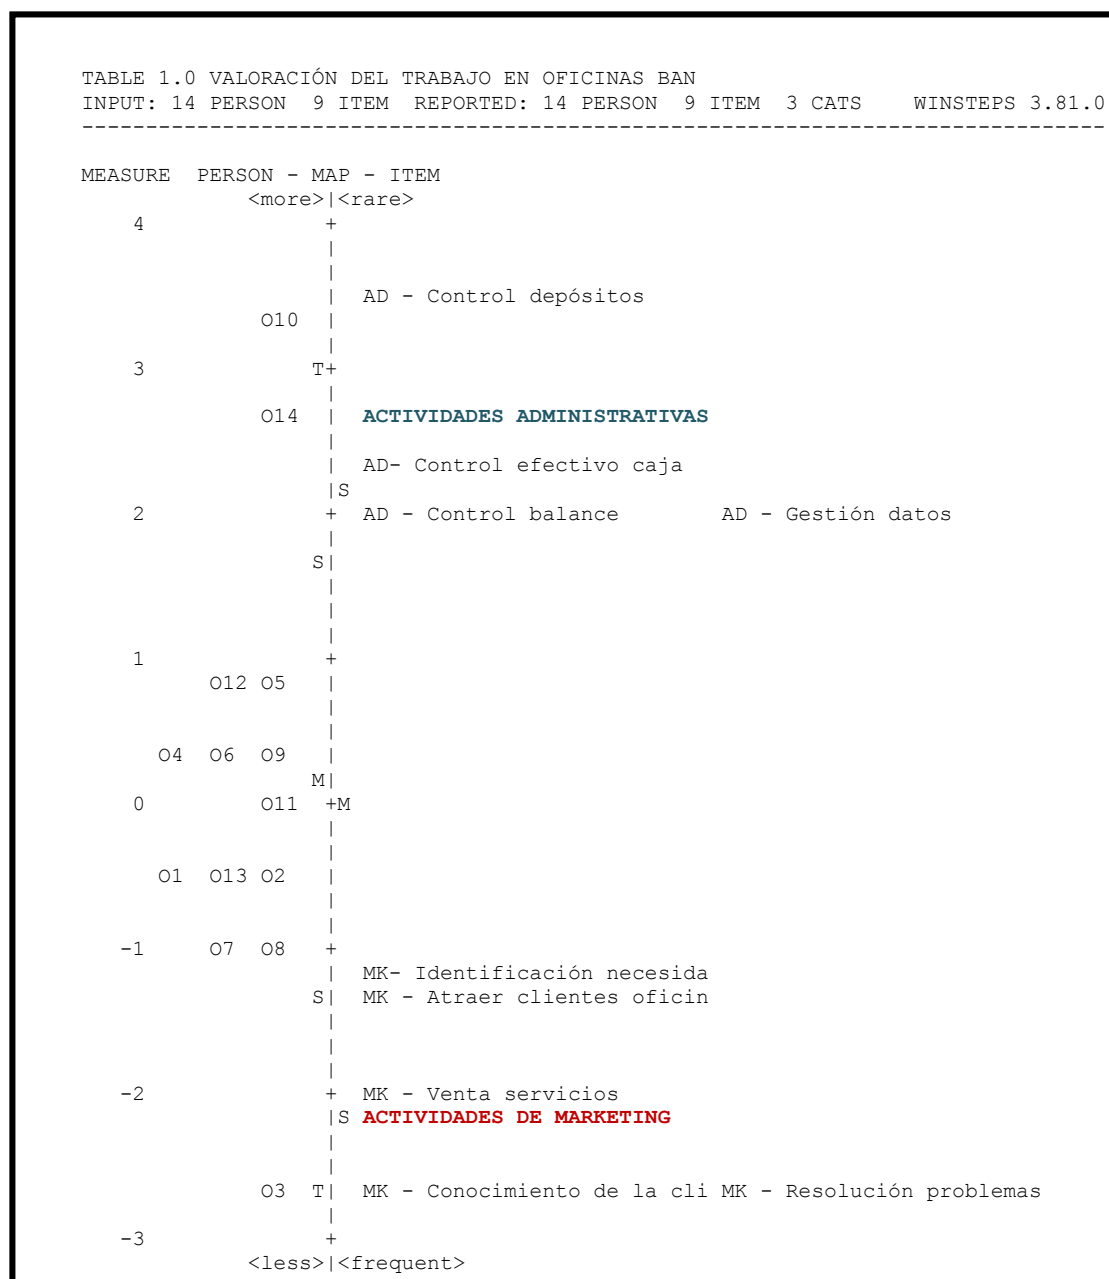 TABLE 1.0 VALORACIÓN DEL TRABAJO EN OFICINAS BAN
INPUT: 14 PERSON  9 ITEM  REPORTED: 14 PERSON  9 ITEM  3 CATS    WINSTEPS 3.81.0
--------------------------------------------------------------------------------
MEASURE  PERSON - MAP - ITEM
             <more>|<rare>
    4              +
                   |
                   |
                   |  AD - Control depósitos
              O10  |
                   |
    3             T+
                   |
              O14  |  ACTIVIDADES ADMINISTRATIVAS
                   |
                   |  AD- Control efectivo caja
                   |S
    2              +  AD - Control balance        AD - Gestión datos
                   |
                  S|
                   |
                   |
                   |
    1              +
          O12 O5   |
                   |
                   |
      O4  O6  O9   |
                  M|
    0         O11  +M
                   |
                   |
      O1  O13 O2   |
                   |
                   |
   -1     O7  O8   +
                   |  MK- Identificación necesida
                  S|  MK - Atraer clientes oficin
                   |
                   |
                   |
   -2              +  MK - Venta servicios
                   |S ACTIVIDADES DE MARKETING
                   |
                   |
              O3  T|  MK - Conocimiento de la cli MK - Resolución problemas
                   |
   -3              +
             <less>|<frequent>